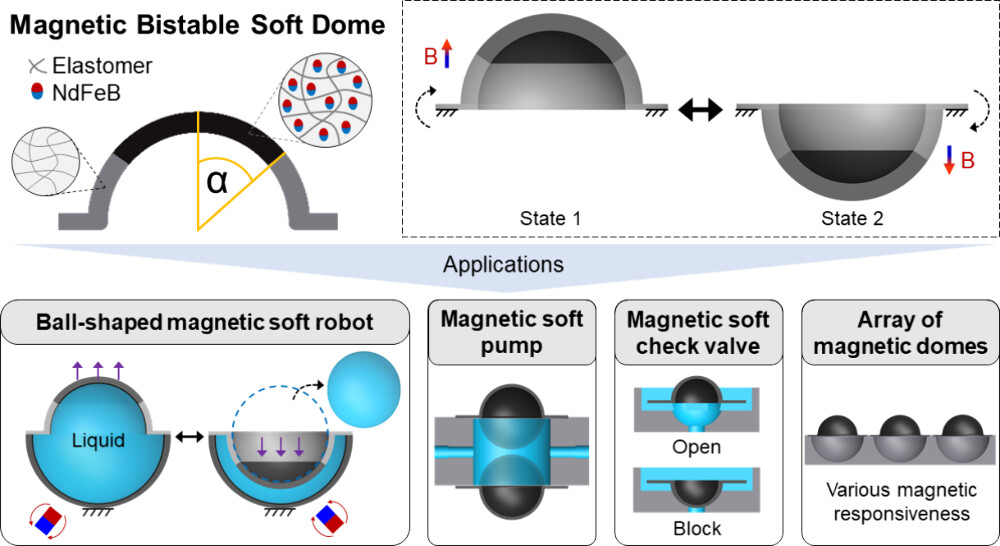 Magnetic Bistable Soft Dome
Elastomer
NdFeB
α
B
B
State 1
State 2
Applications
Ball-shaped magnetic soft robot
Liquid
Magnetic soft
pump
Magnetic soft
check valve
Open
Block
Array of
magnetic domes
Various magnetic
responsiveness